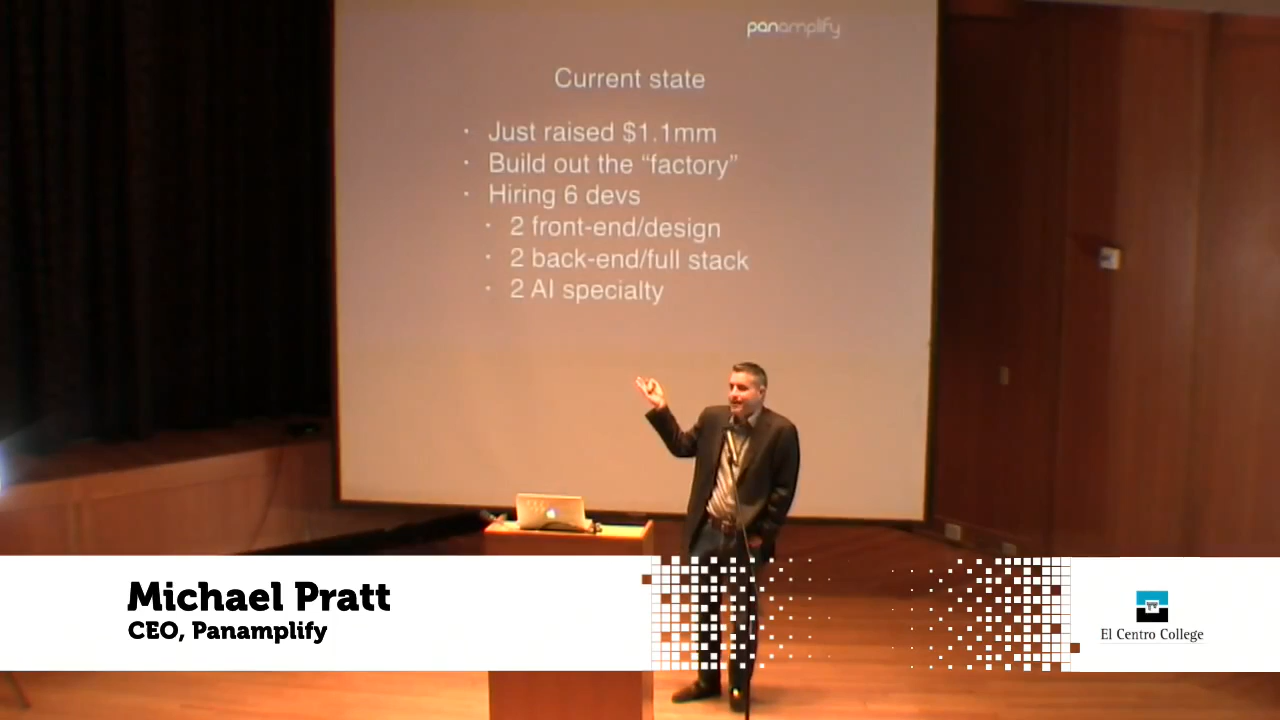 panamplify
Current state
· Just raised $1.1mm
· Build out the “factory”
· Hiring 6 devs
· 2 front-end/design
· 2 back-end/full stack
· 2 AI specialty
Michael Pratt
CEO, Panamplify
TV
El Centro College